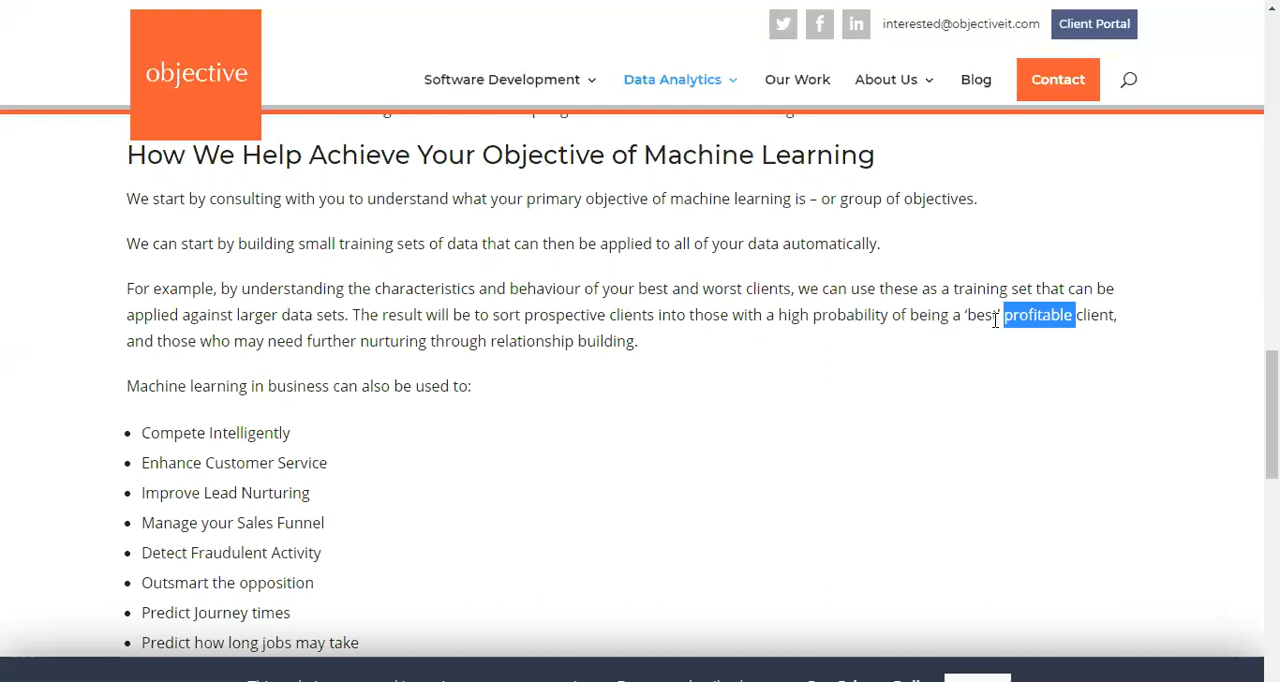 interested@objectiveit.com Client Portal
objective
Software Development Data Analytics Our Work About Us Blog Contact
How We Help Achieve Your Objective of Machine Learning
We start by consulting with you to understand what your primary objective of machine learning is – or group of objectives.
We can start by building small training sets of data that can then be applied to all of your data automatically.
For example, by understanding the characteristics and behaviour of your best and worst clients, we can use these as a training set that can be
applied against larger data sets. The result will be to sort prospective clients into those with a high probability of being a ‘best’ profitable client,
and those who may need further nurturing through relationship building.
Machine learning in business can also be used to:
• Compete Intelligently
• Enhance Customer Service
• Improve Lead Nurturing
• Manage your Sales Funnel
• Detect Fraudulent Activity
• Outsmart the opposition
• Predict Journey times
• Predict how long jobs may take